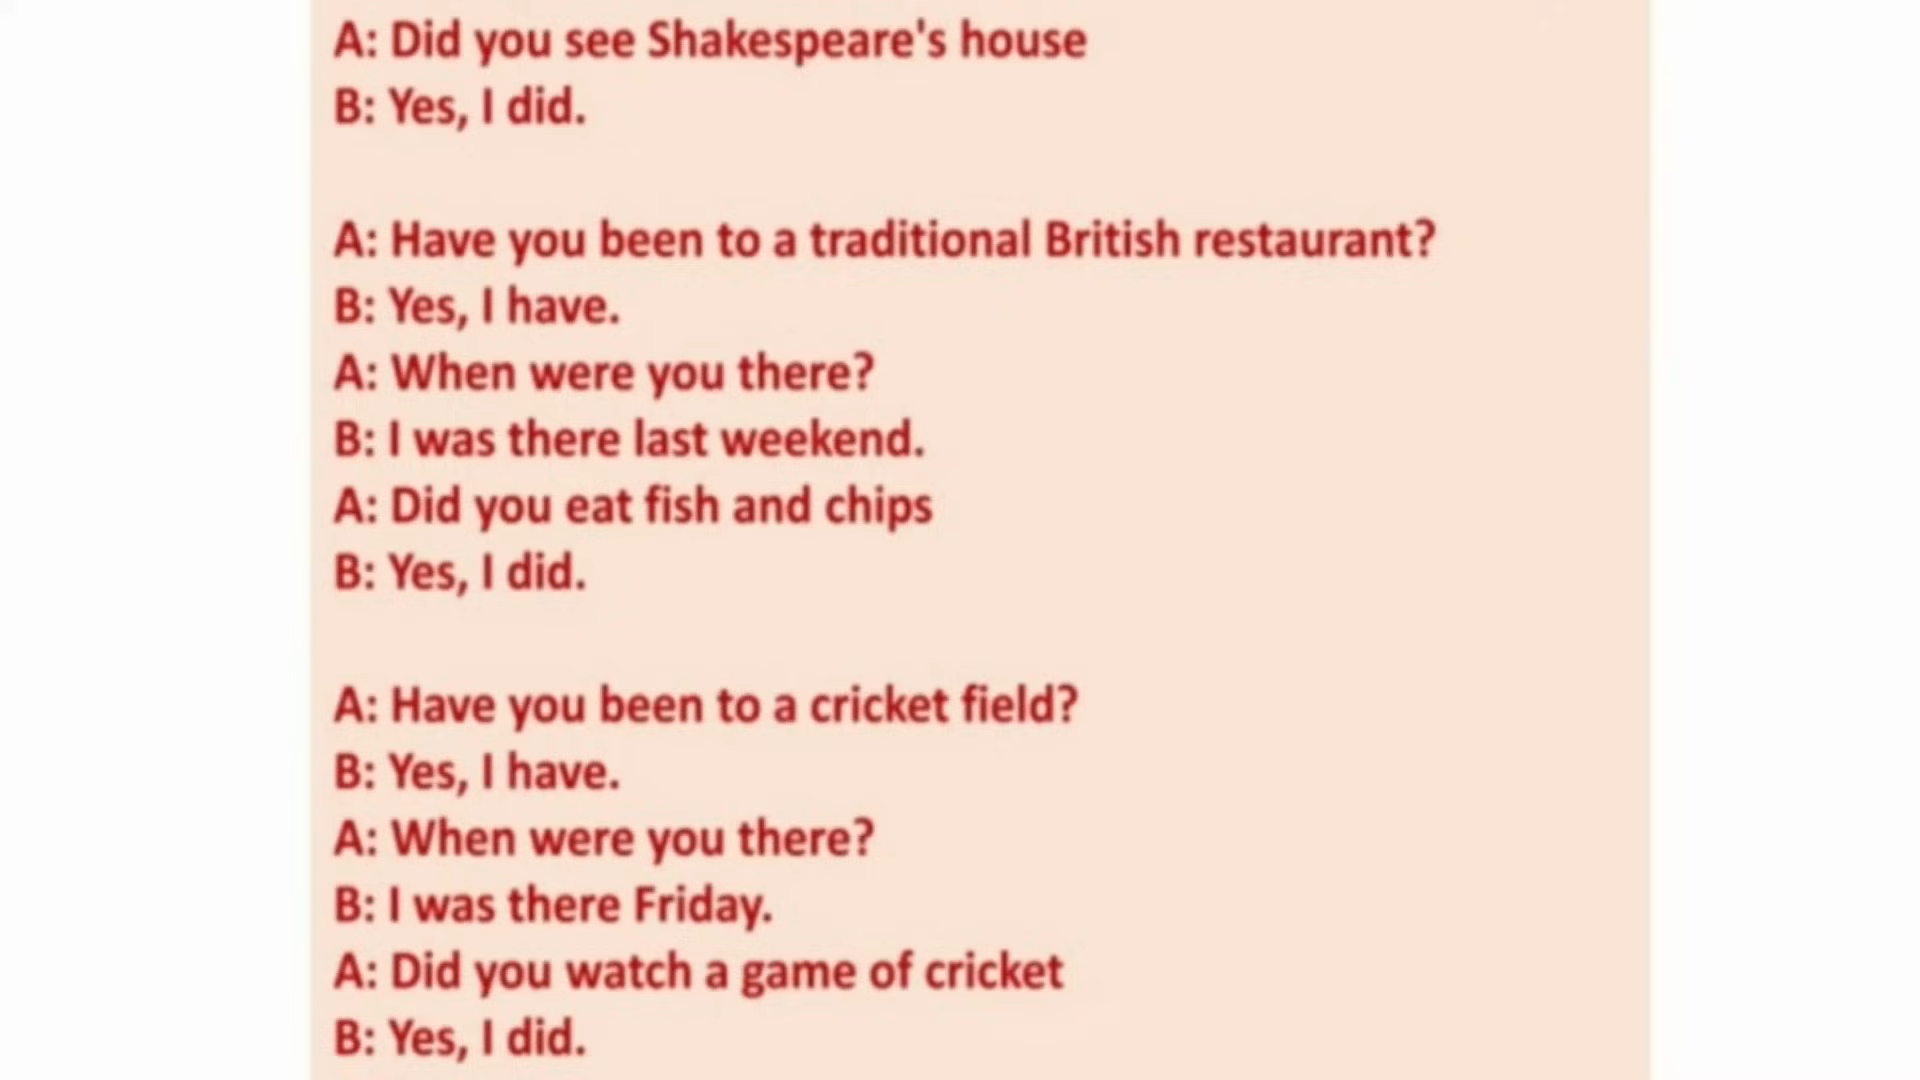 A: Did you see Shakespeare's house
B: Yes, I did.
A: Have you been to a traditional British restaurant?
B: Yes, I have.
A: When were you there?
B: I was there last weekend.
A: Did you eat fish and chips
B: Yes, I did.
A: Have you been to a cricket field?
B: Yes, I have.
A: When were you there?
B: I was there Friday.
A: Did you watch a game of cricket
B: Yes, I did.